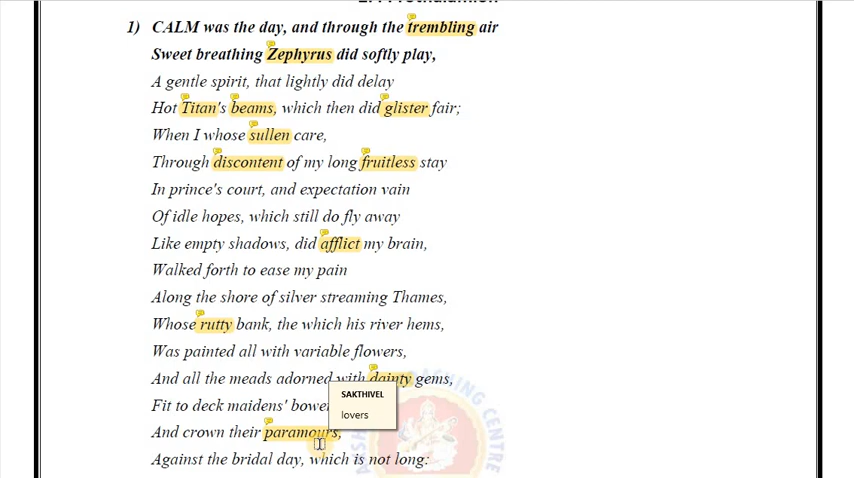 1) CALM was the day, and through the trembling air
Sweet breathing Zephyrus did softly play,
A gentle spirit, that lightly did delay
Hot Titan's beams, which then did glister fair;
When I whose sullen care,
Through discontent of my long fruitless stay
In prince's court, and expectation vain
Of idle hopes, which still do fly away
Like empty shadows, did afflict my brain,
Walked forth to ease my pain
Along the shore of silver streaming Thames,
Whose rutty bank, the which his river hems,
Was painted all with variable flowers,
And all the meads adorned with dainty gems,
Fit to deck maidens'
SAKTHIVEL
lovers
And crown their paramours,
Against the bridal day, which is not long: